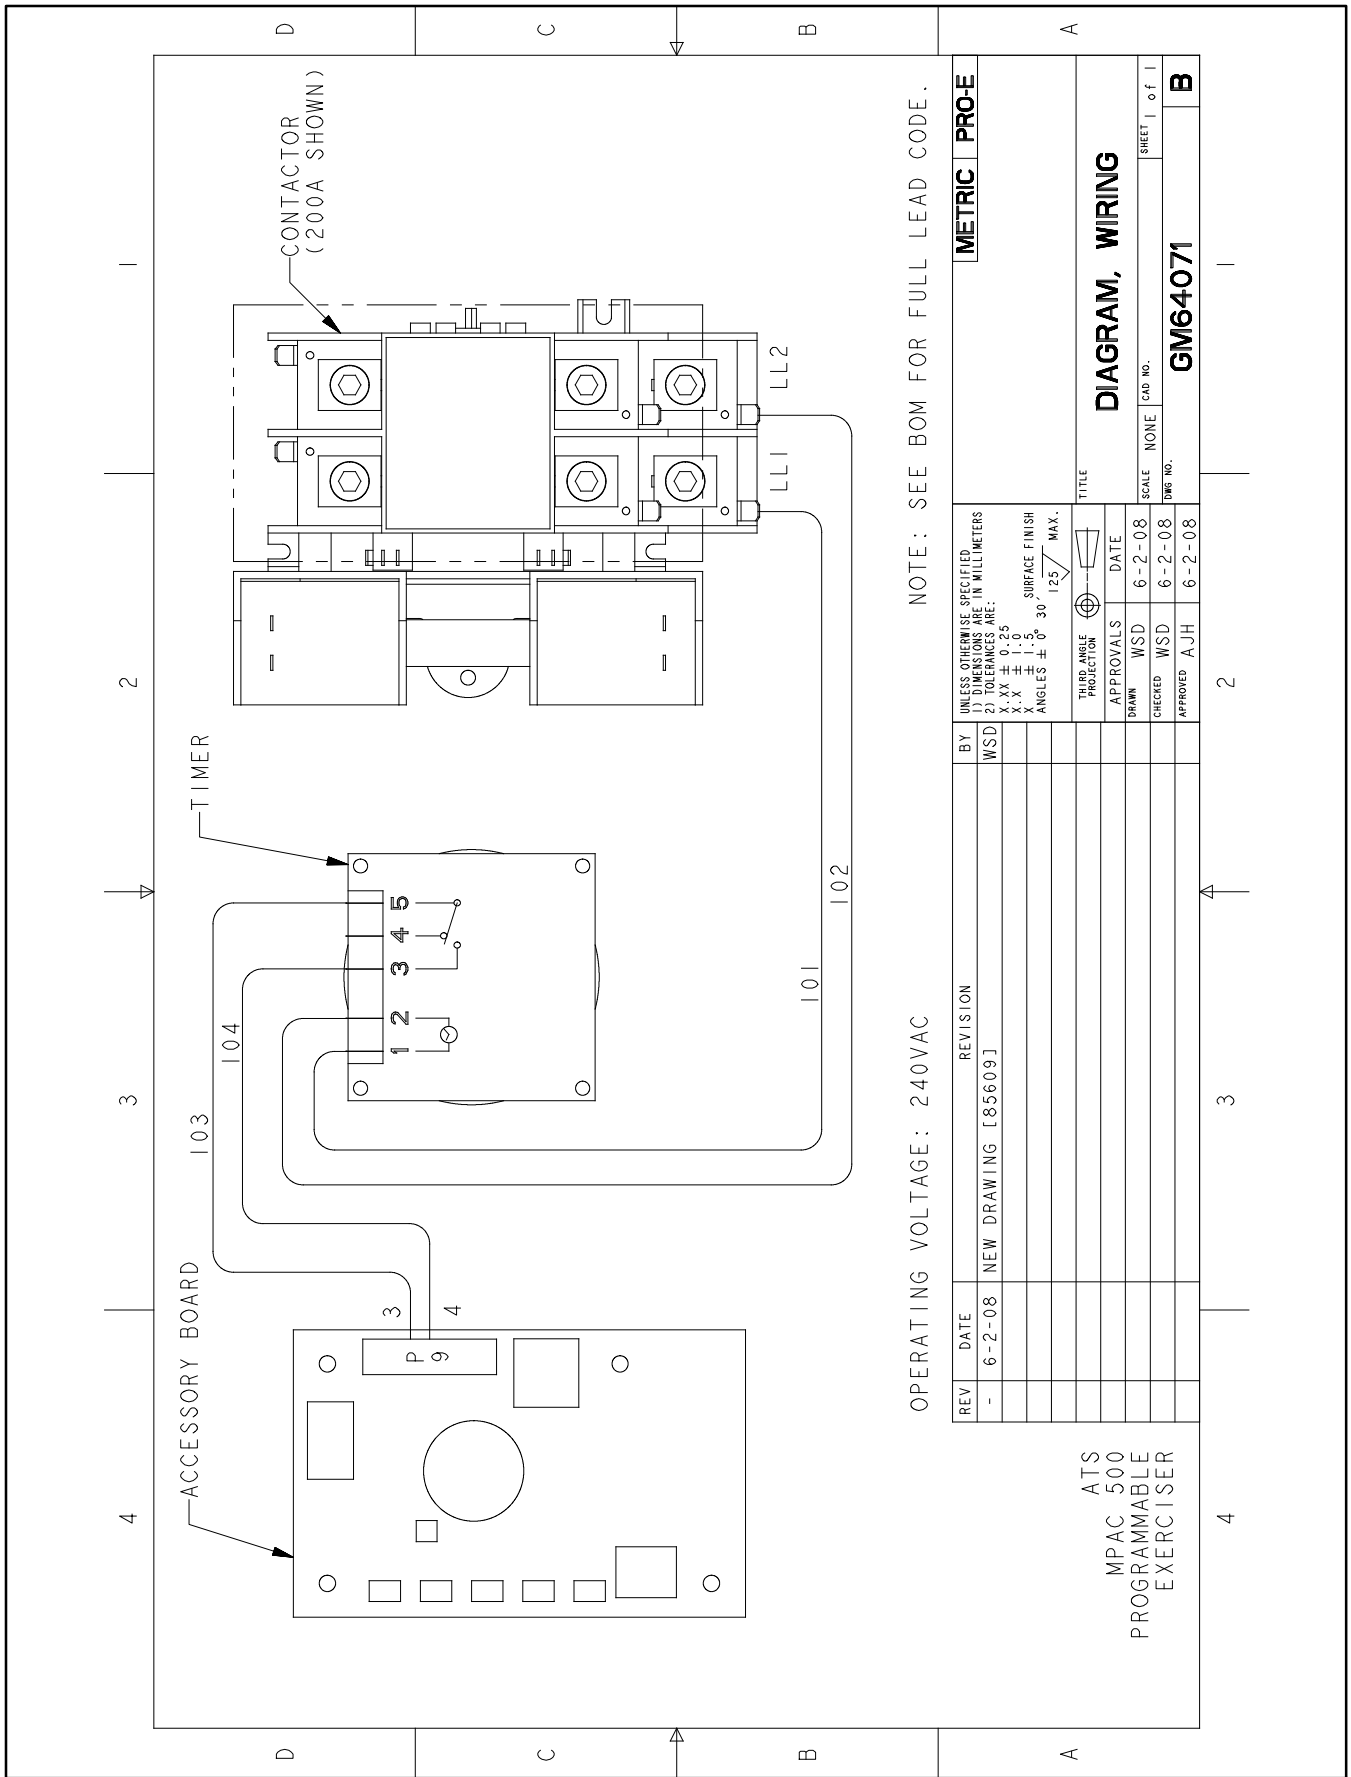 D
C
B
A
1
2
3
4
CONTACTOR
(200A SHOWN)
TIMER
ACCESSORY BOARD
LL2
LL1
1 2 3 4 5
101
102
103
104
3
4
P
9
NOTE: SEE BOM FOR FULL LEAD CODE.
OPERATING VOLTAGE: 240VAC
ATS
MPAC 500
PROGRAMMABLE
EXERCISER
REV DATE REVISION BY
- 6-2-08 NEW DRAWING [85609] WSD
UNLESS OTHERWISE SPECIFIED
1) DIMENSIONS ARE IN MILLIMETERS
2) TOLERANCES ARE:
X.XX ± 0.25
X.X ± 1.0
X ± 1.5
ANGLES ± 0° 30'
SURFACE FINISH
125 MAX.
THIRD ANGLE
PROJECTION
APPROVALS DATE
DRAWN WSD 6-2-08
CHECKED WSD 6-2-08
APPROVED AJH 6-2-08
METRIC PRO-E
TITLE
DIAGRAM, WIRING
SCALE NONE CAD NO. SHEET 1 of 1
DWG NO. GM64071 B
1
2
3
4
D
C
B
A